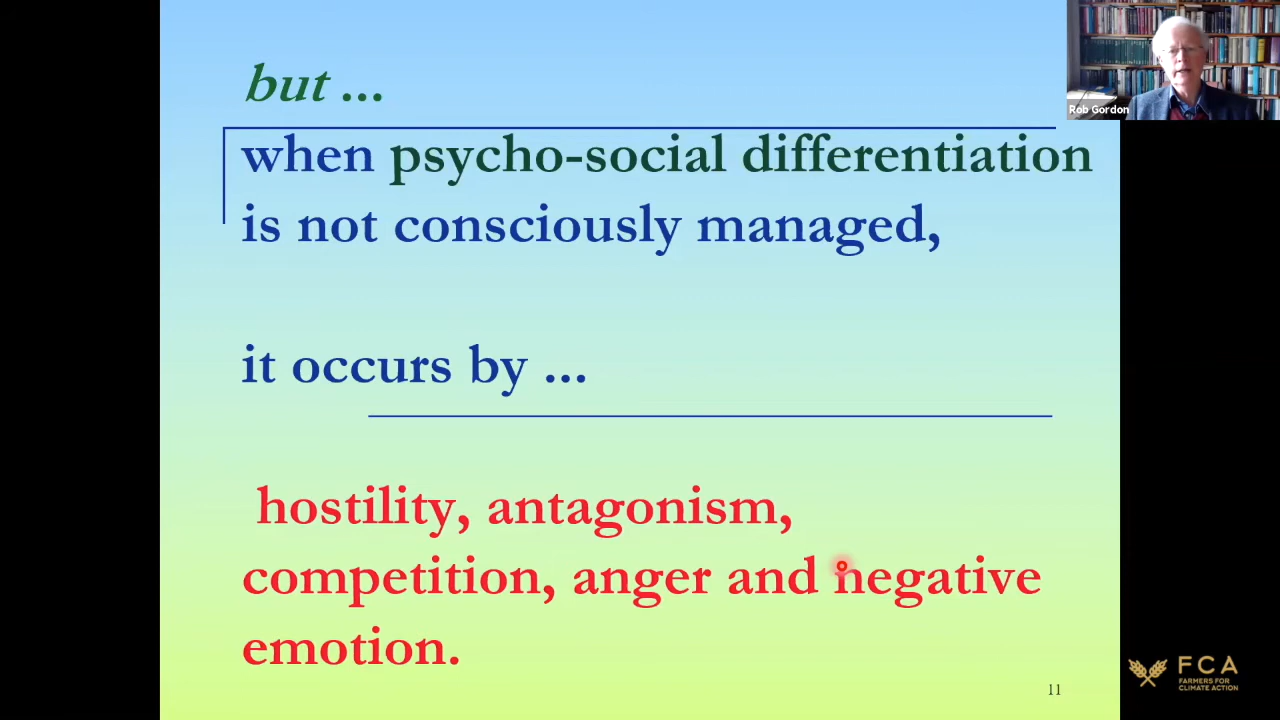 but ...
when psycho-social differentiation
is not consciously managed,
it occurs by ...
hostility, antagonism,
competition, anger and negative
emotion.
11
Rob Gordon
FCA
FARMERS FOR
CLIMATE ACTION